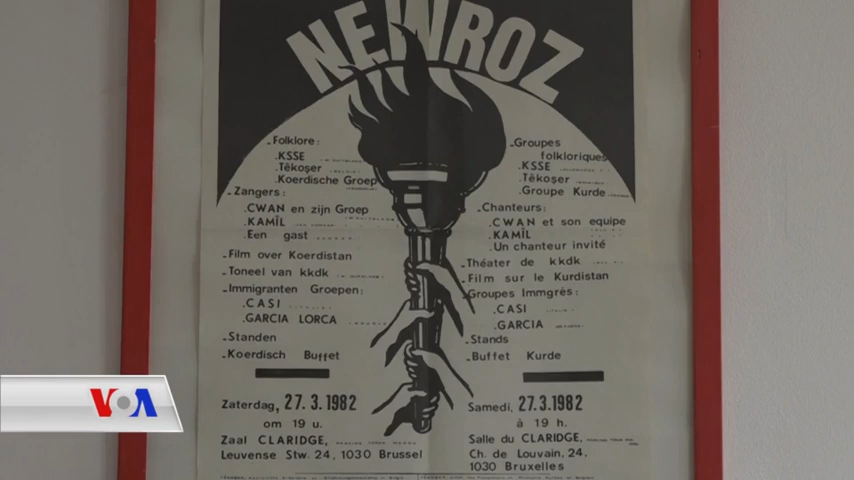 NEWROZ
-Folklore:
.KSSE
.Têkoşer
.Koerdische Groep
-Zangers:
.CWAN en zijn Groep
.KAMÎL
.Een gast
-Film over Koerdistan
-Toneel van kkdk
-Immigranten Groepen:
.CASI
.GARCIA LORCA
-Standen
-Koerdisch Buffet
Zaterdag, 27.3.1982
om 19 u.
Zaal CLARIDGE,
Leuvense Stw. 24, 1030 Brussel
-Groupes
folkloriques
.KSSE
.Têkoşer
.Groupe Kurde
-Chanteurs:
.CWAN et son equipe
.KAMÎL
.Un chanteur invité
-Théater de kkdk
-Film sur le Kurdistan
-Groupes Immgrès:
.CASI
.GARCIA
-Stands
-Buffet Kurde
Samedi, 27.3.1982
à 19 h.
Salle du CLARIDGE,
Ch. de Louvain, 24.
1030 Bruxelles
VOA